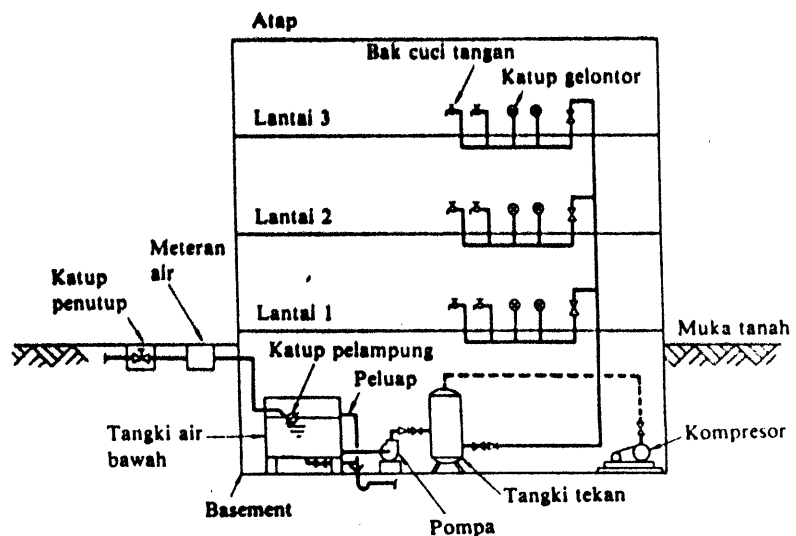 Atap
Bak cuci tangan
Katup gelontor
Lantai 3
Lantai 2
Meteran
air
Katup
penutup
Lantai 1
Muka tanah
Katup pelampung
Peluap
Tangki air
bawah
Kompresor
Tangki tekan
Basement
Pompa